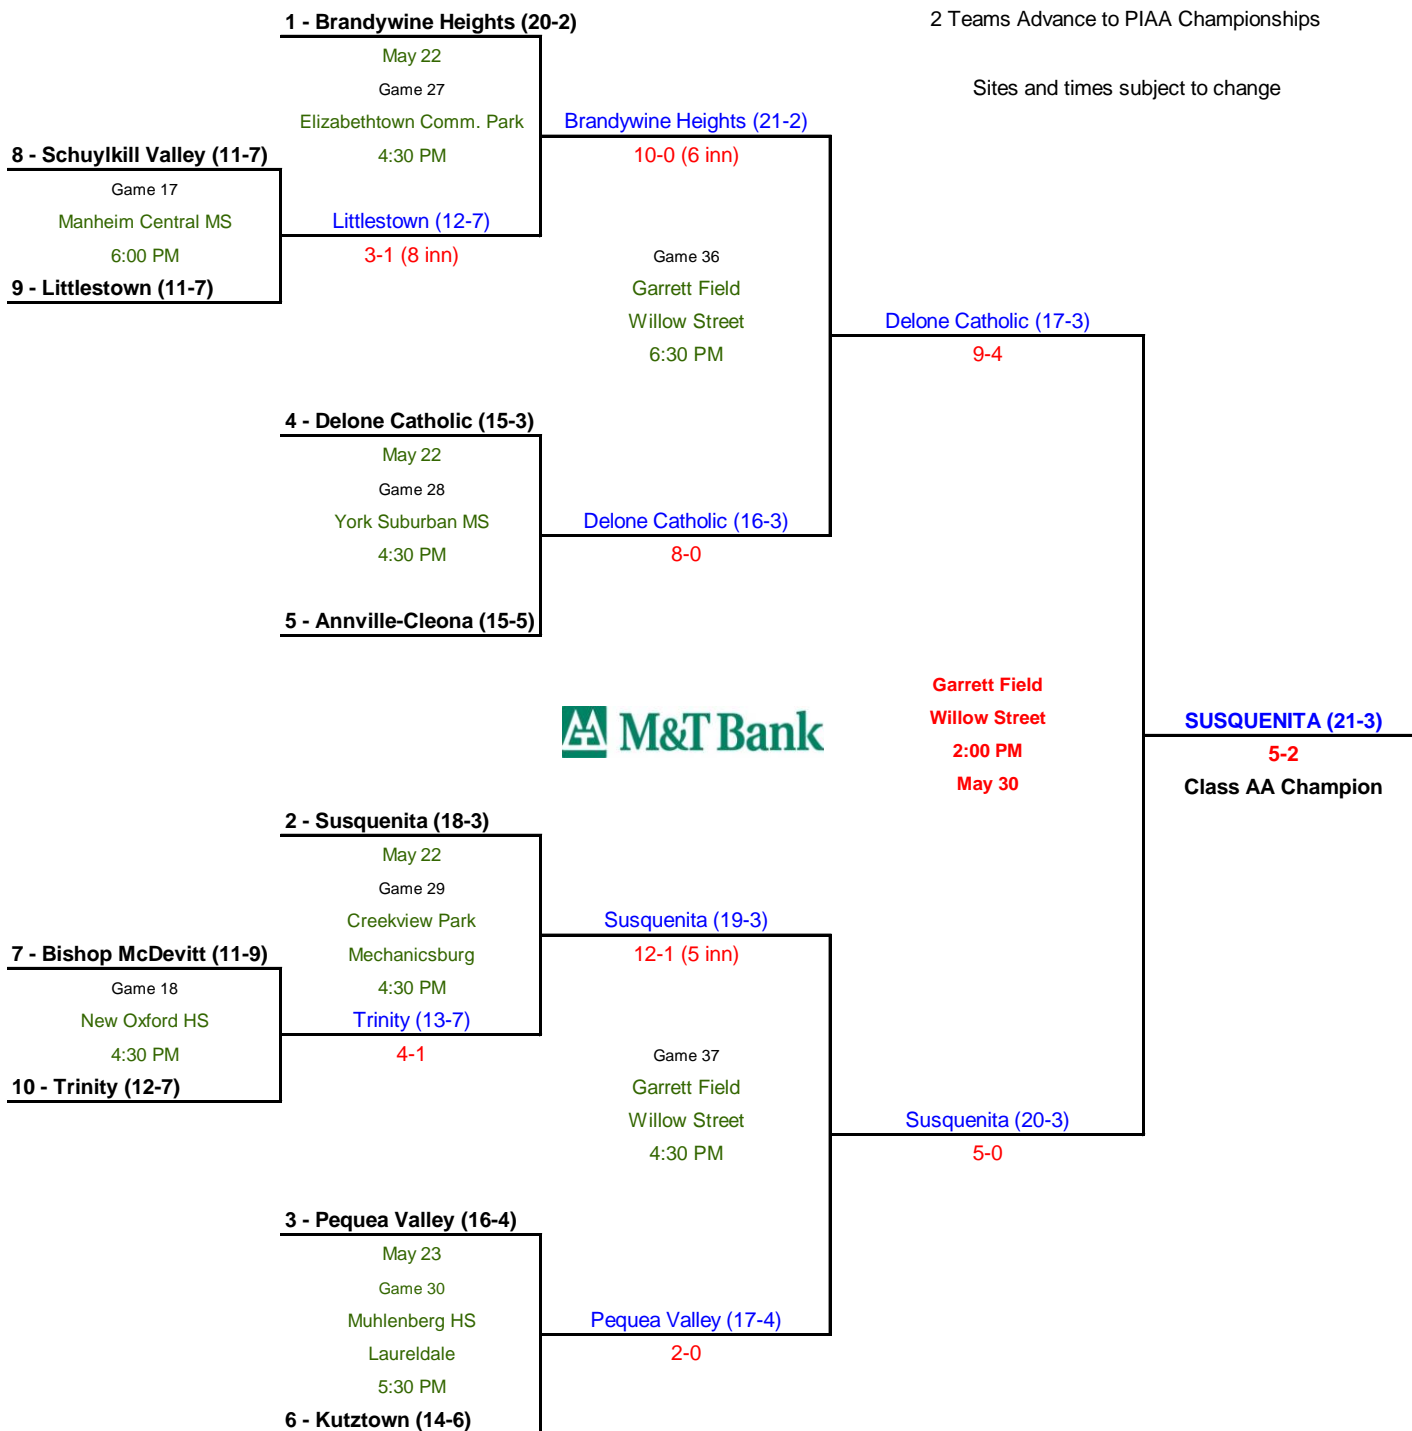 1 - Brandywine Heights (20-2)
2 Teams Advance to PIAA Championships
May 22
Game 27
Sites and times subject to change
Elizabethtown Comm. Park
Brandywine Heights (21-2)
8 - Schuylkill Valley (11-7)
4:30 PM
10-0 (6 inn)
Game 17
Manheim Central MS
Littlestown (12-7)
6:00 PM
3-1 (8 inn)
Game 36
9 - Littlestown (11-7)
Garrett Field
Willow Street
Delone Catholic (17-3)
6:30 PM
9-4
4 - Delone Catholic (15-3)
May 22
Game 28
York Suburban MS
Delone Catholic (16-3)
4:30 PM
8-0
5 - Annville-Cleona (15-5)
Garrett Field
M&T Bank
Willow Street
SUSQUENITA (21-3)
2:00 PM
5-2
May 30
Class AA Champion
2 - Susquenita (18-3)
May 22
Game 29
Creekview Park
Susquenita (19-3)
7 - Bishop McDevitt (11-9)
Mechanicsburg
12-1 (5 inn)
Game 18
4:30 PM
New Oxford HS
Trinity (13-7)
4:30 PM
4-1
Game 37
10 - Trinity (12-7)
Garrett Field
Willow Street
Susquenita (20-3)
4:30 PM
5-0
3 - Pequea Valley (16-4)
May 23
Game 30
Muhlenberg HS
Pequea Valley (17-4)
Laureldale
2-0
5:30 PM
6 - Kutztown (14-6)